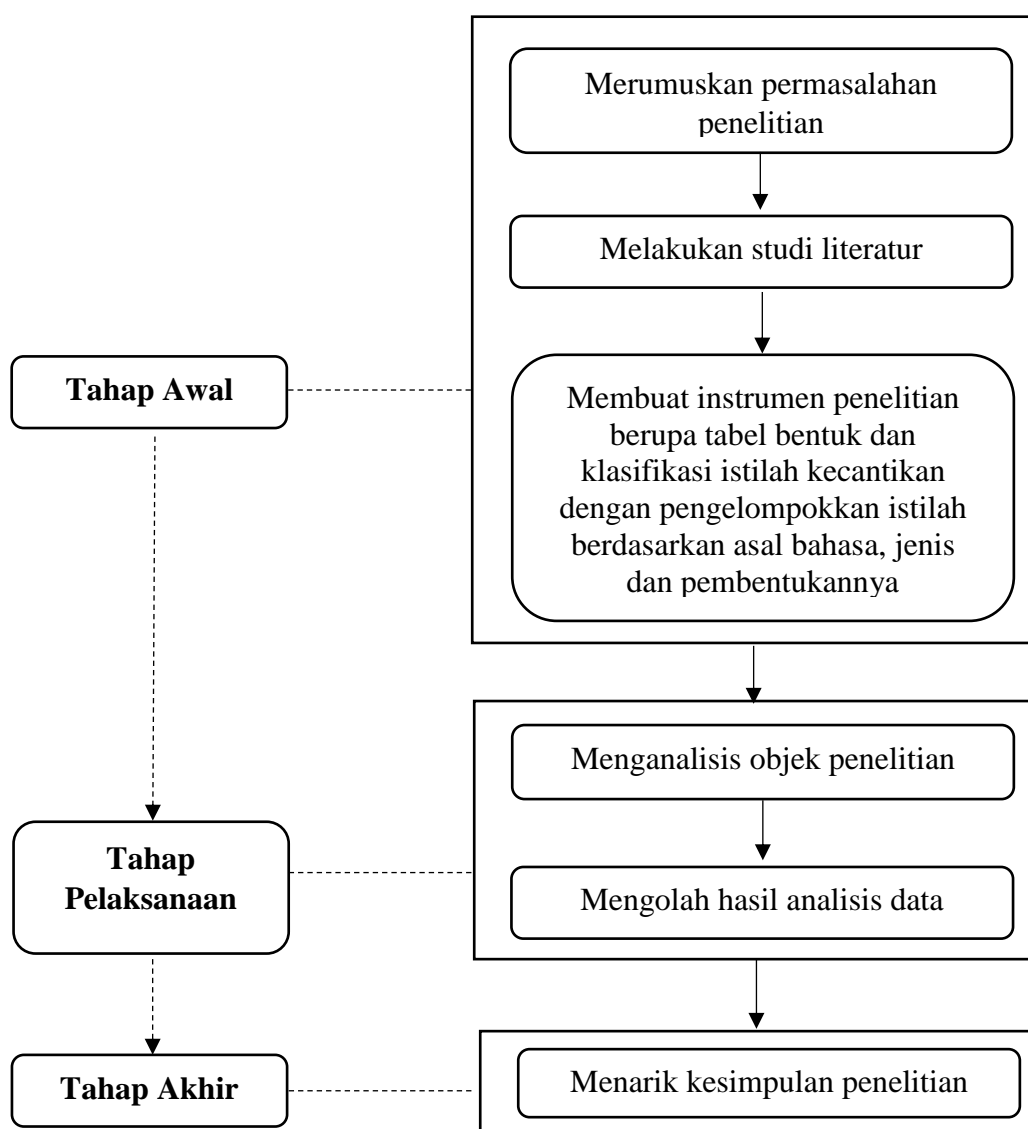 Merumuskan permasalahan
penelitian
Melakukan studi literatur
Tahap Awal
Membuat instrumen penelitian
berupa tabel bentuk dan
klasifikasi istilah kecantikan
dengan pengelompokkan istilah
berdasarkan asal bahasa, jenis
dan pembentukannya
Menganalisis objek penelitian
Tahap
Pelaksanaan
Mengolah hasil analisis data
Tahap Akhir
Menarik kesimpulan penelitian